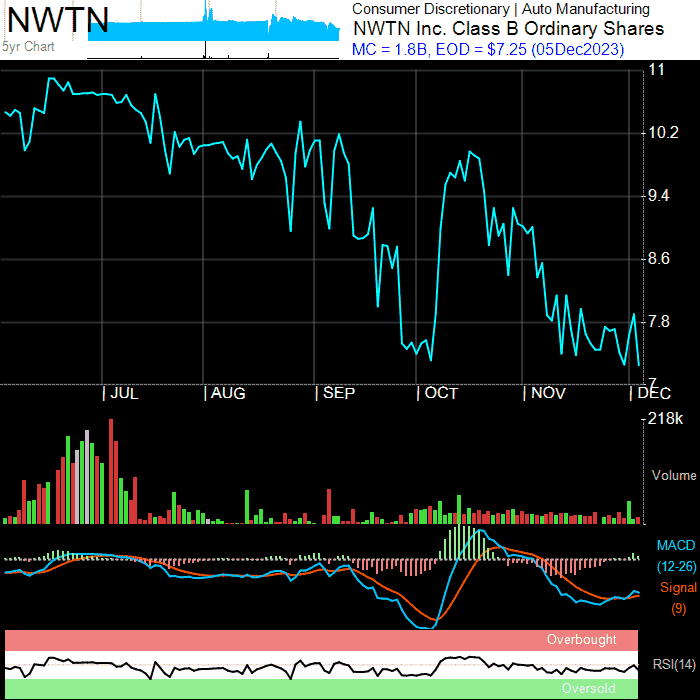 NWTN
5yr Chart
Consumer Discretionary | Auto Manufacturing
NWTN Inc. Class B Ordinary Shares
MC = 1.8B, EOD = $7.25 (05Dec2023)
11
10.2
9.4
8.6
7.8
7
| JUL | AUG | SEP | OCT | NOV | DEC
218k
Volume
MACD
(12-26)
Signal
(9)
Overbought
RSI(14)
Oversold